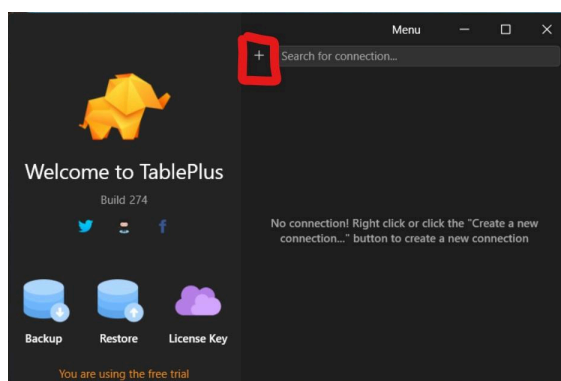 Menu
+ Search for connection...
Welcome to TablePlus
Build 274
No connection! Right click or click the "Create a new
connection..." button to create a new connection
Backup Restore License Key
You are using the free trial